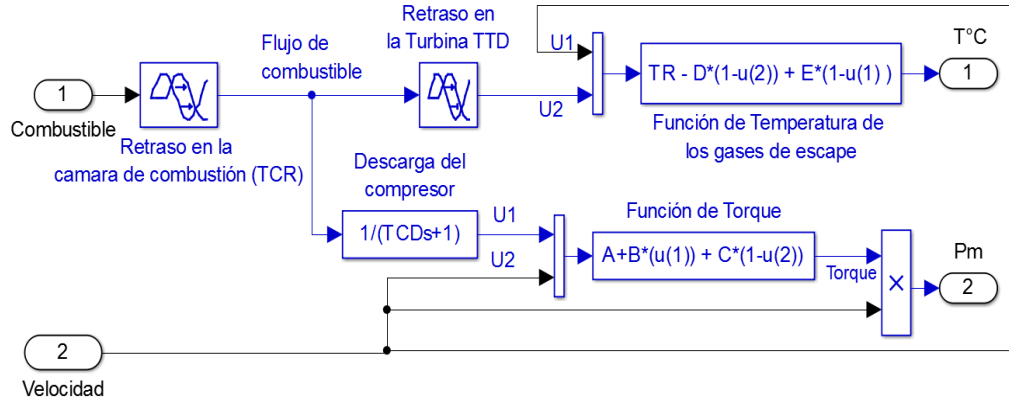 Retraso en
la Turbina TTD
Flujo de
combustible
U1
U2
T°C
TR - D*(1-u(2)) + E*(1-u(1) )
1
1
Combustible
Retraso en la
camara de combustión (TCR)
Función de Temperatura de
los gases de escape
Descarga del
compresor
1/(TCDs+1)
U1
U2
Función de Torque
A+B*(u(1)) + C*(1-u(2))
Torque
×
Pm
2
2
Velocidad